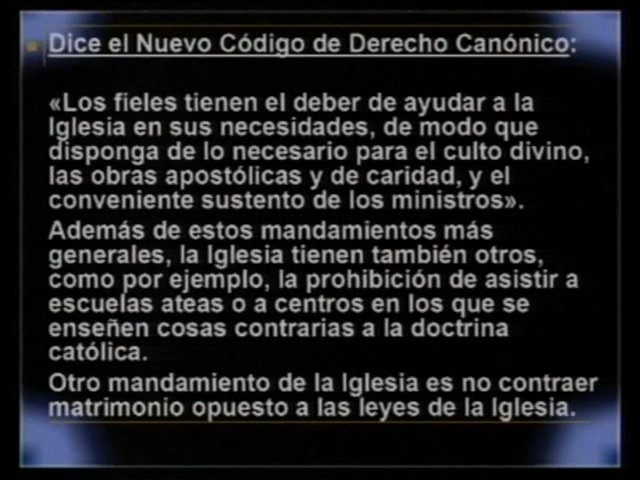 Dice el Nuevo Código de Derecho Canónico:
«Los fieles tienen el deber de ayudar a la
Iglesia en sus necesidades, de modo que
disponga de lo necesario para el culto divino,
las obras apostólicas y de caridad, y el
conveniente sustento de los ministros».
Además de estos mandamientos más
generales, la Iglesia tienen también otros,
como por ejemplo, la prohibición de asistir a
escuelas ateas o a centros en los que se
enseñen cosas contrarias a la doctrina
católica.
Otro mandamiento de la Iglesia es no contraer
matrimonio opuesto a las leyes de la Iglesia.